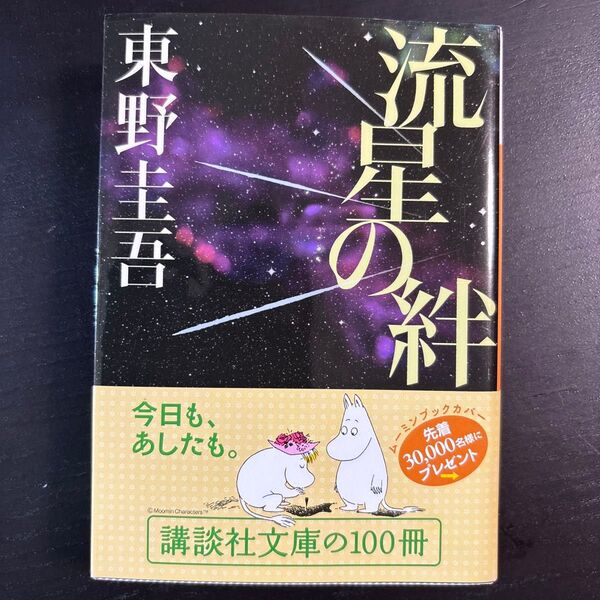 流星の絆
東野圭吾
今日も、
あしたも。
ムーミンブックカバー
先着
30,000名様に
プレゼント
→
© Moomin Characters™
講談社文庫の100冊